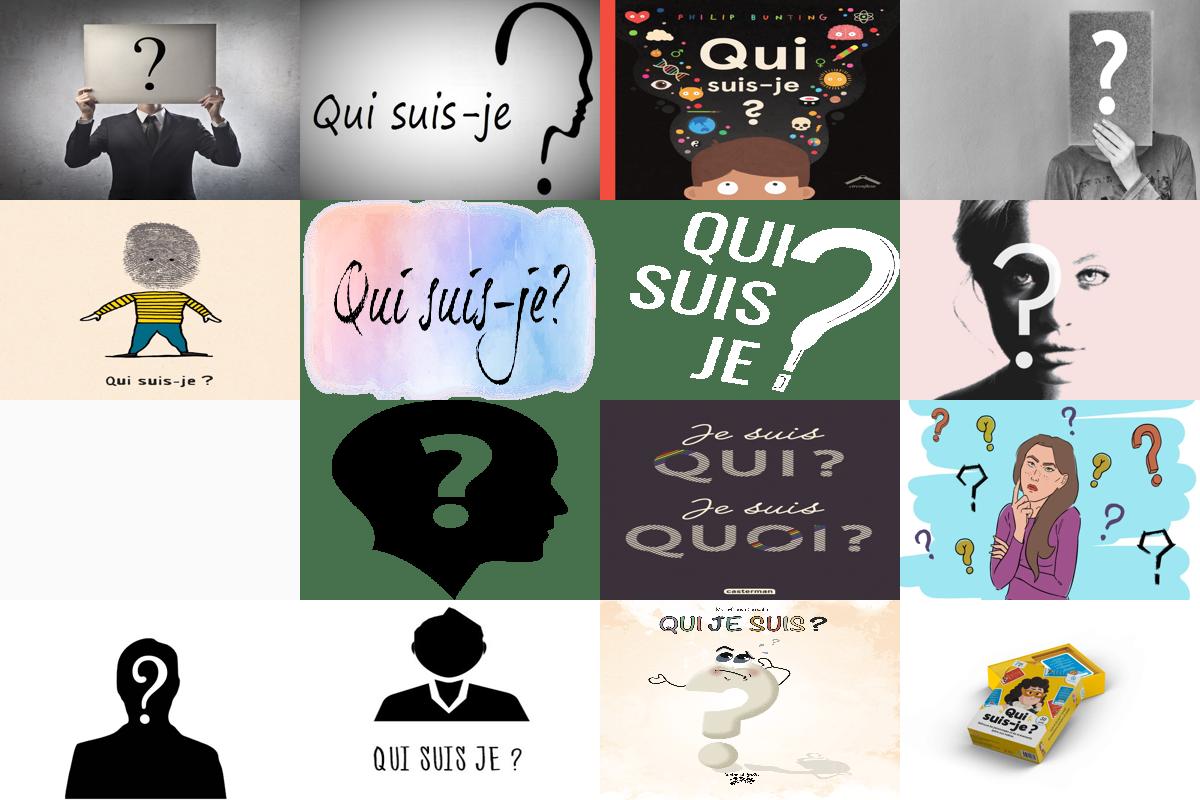 ?
Qui suis-je
?
PHILIP BUNTING
Qui
suis-je
?
circonflexe
?
Qui suis-je ?
Qui suis-je?
QUI
SUIS
JE
?
?
?
Je suis
QUI ?
Je suis
QUOI ?
casterman
? ? ? ? ? ? ? ? ? ?
?
QUI SUIS JE ?
QUI JE SUIS ?
?
Qui
suis-je ?